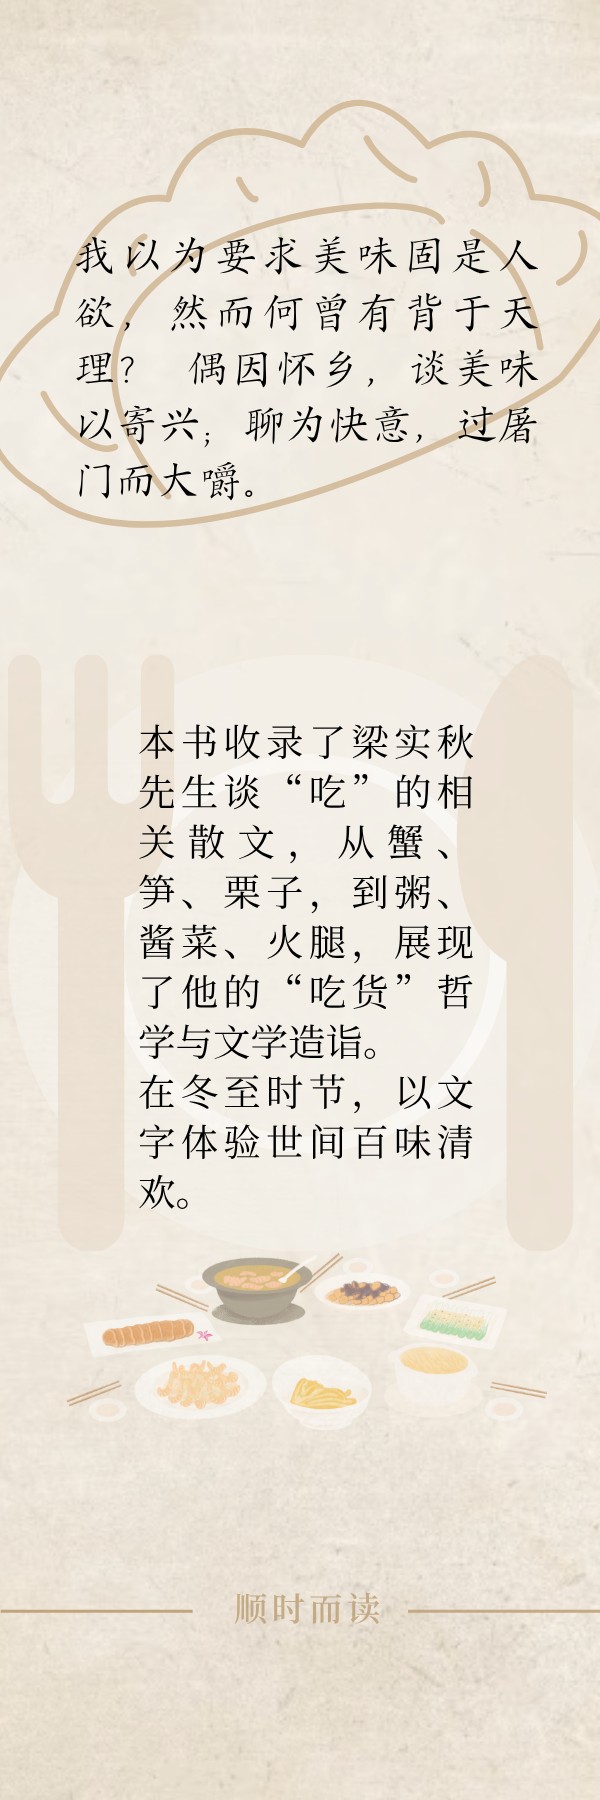 我以为要求美味固是人
欲，然而何曾有背于天
理？ 偶因怀乡，谈美味
以寄兴；聊为快意，过屠
门而大嚼。
本书收录了梁实秋
先生谈“吃”的相
关散文，从蟹、
笋、栗子，到粥、
酱菜、火腿，展现
了他的“吃货”哲
学与文学造诣。
在冬至时节，以文
字体验世间百味清
欢。
顺时而读